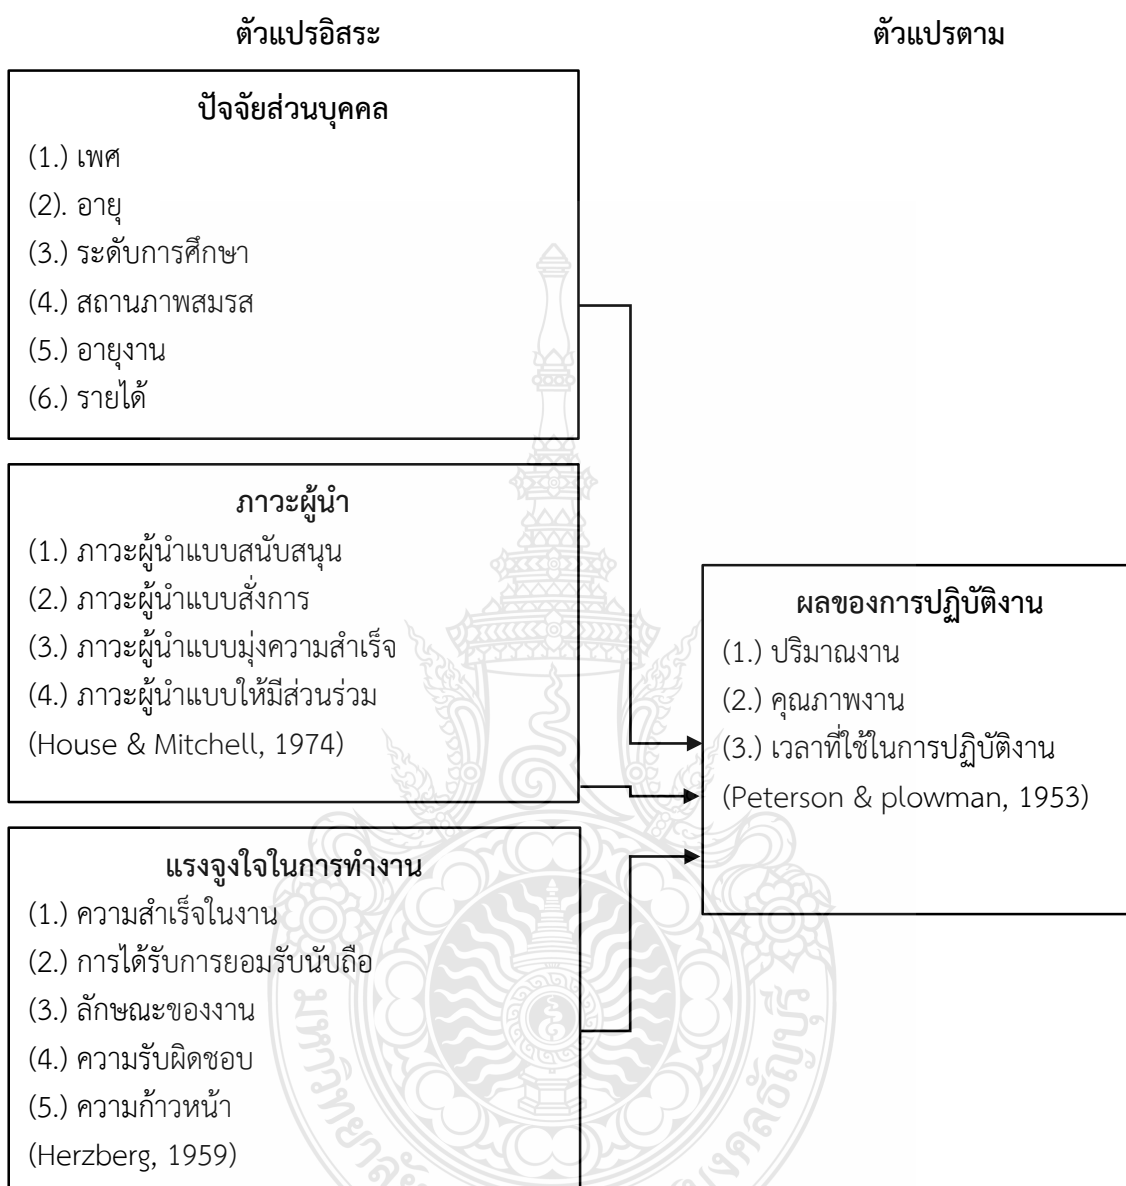 ตัวแปรอิสระ
ตัวแปรตาม
ปัจจัยส่วนบุคคล
(1.) เพศ
(2). อายุ
(3.) ระดับการศึกษา
(4.) สถานภาพสมรส
(5.) อายุงาน
(6.) รายได้
ภาวะผู้นำ
(1.) ภาวะผู้นำแบบสนับสนุน
(2.) ภาวะผู้นำแบบสั่งการ
(3.) ภาวะผู้นำแบบมุ่งความสำเร็จ
(4.) ภาวะผู้นำแบบให้มีส่วนร่วม
(House & Mitchell, 1974)
แรงจูงใจในการทำงาน
(1.) ความสำเร็จในงาน
(2.) การได้รับการยอมรับนับถือ
(3.) ลักษณะของงาน
(4.) ความรับผิดชอบ
(5.) ความก้าวหน้า
(Herzberg, 1959)
ผลของการปฏิบัติงาน
(1.) ปริมาณงาน
(2.) คุณภาพงาน
(3.) เวลาที่ใช้ในการปฏิบัติงาน
(Peterson & plowman, 1953)